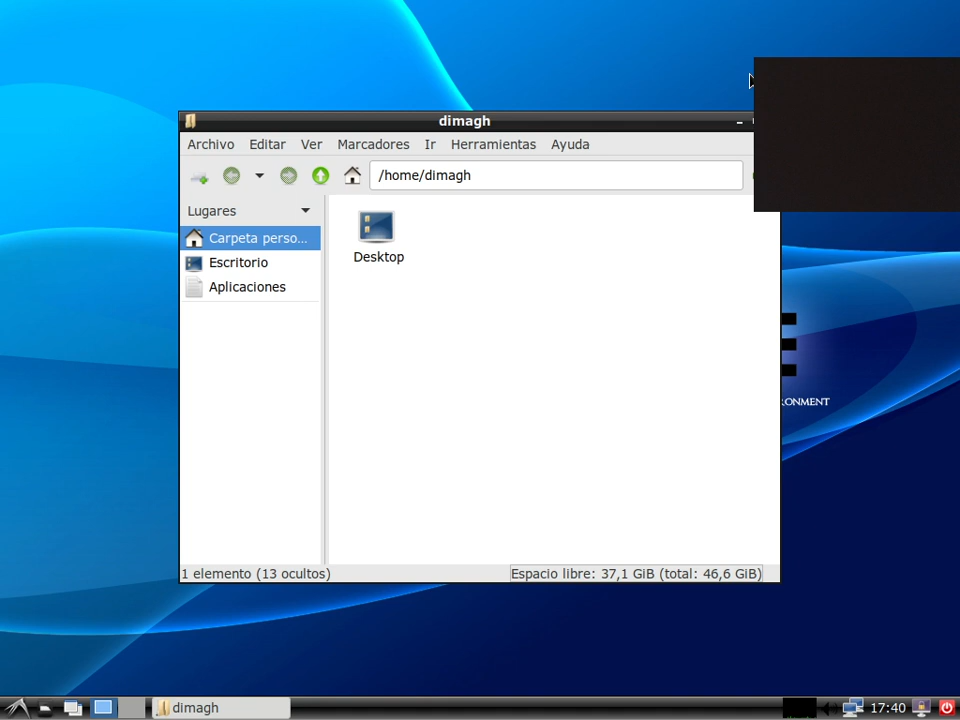 dimagh
Archivo Editar Ver Marcadores Ir Herramientas Ayuda
/home/dimagh
Lugares
Carpeta perso...
Escritorio
Aplicaciones
Desktop
1 elemento (13 ocultos)
Espacio libre: 37,1 GiB (total: 46,6 GiB)
dimagh
17:40